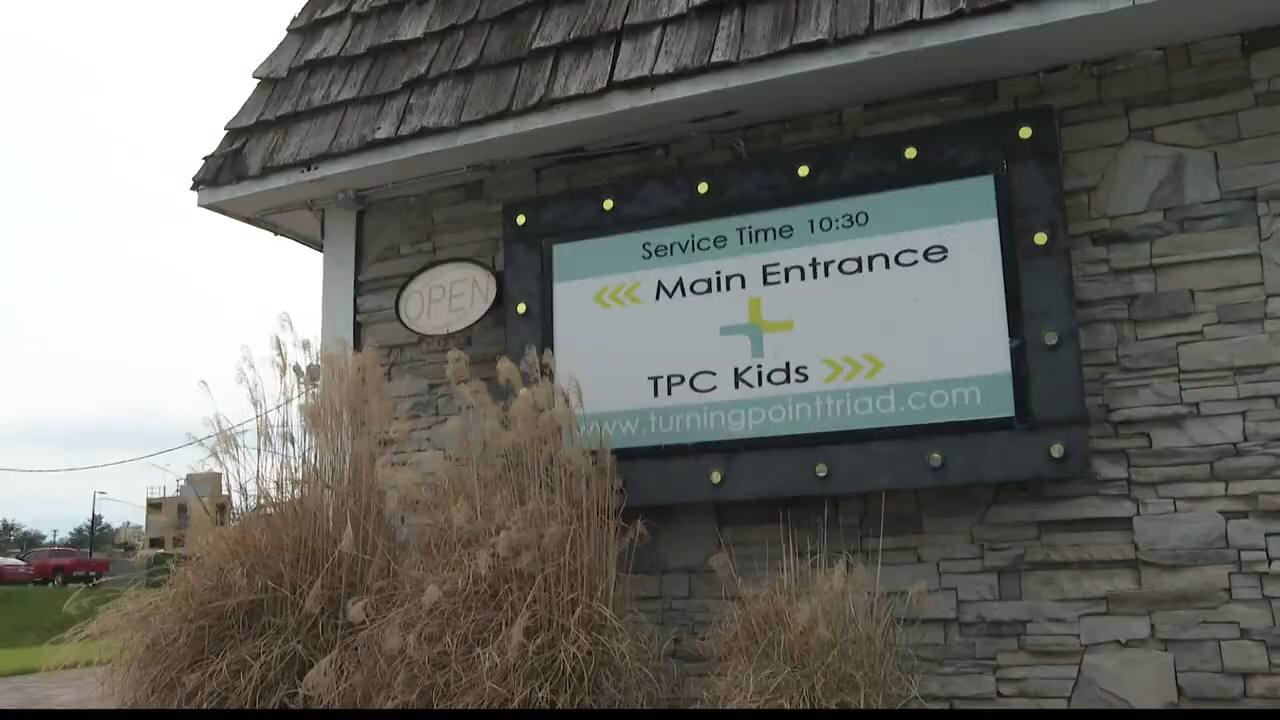 OPEN
Service Time 10:30
Main Entrance
TPC Kids
www.turningpointtriad.com